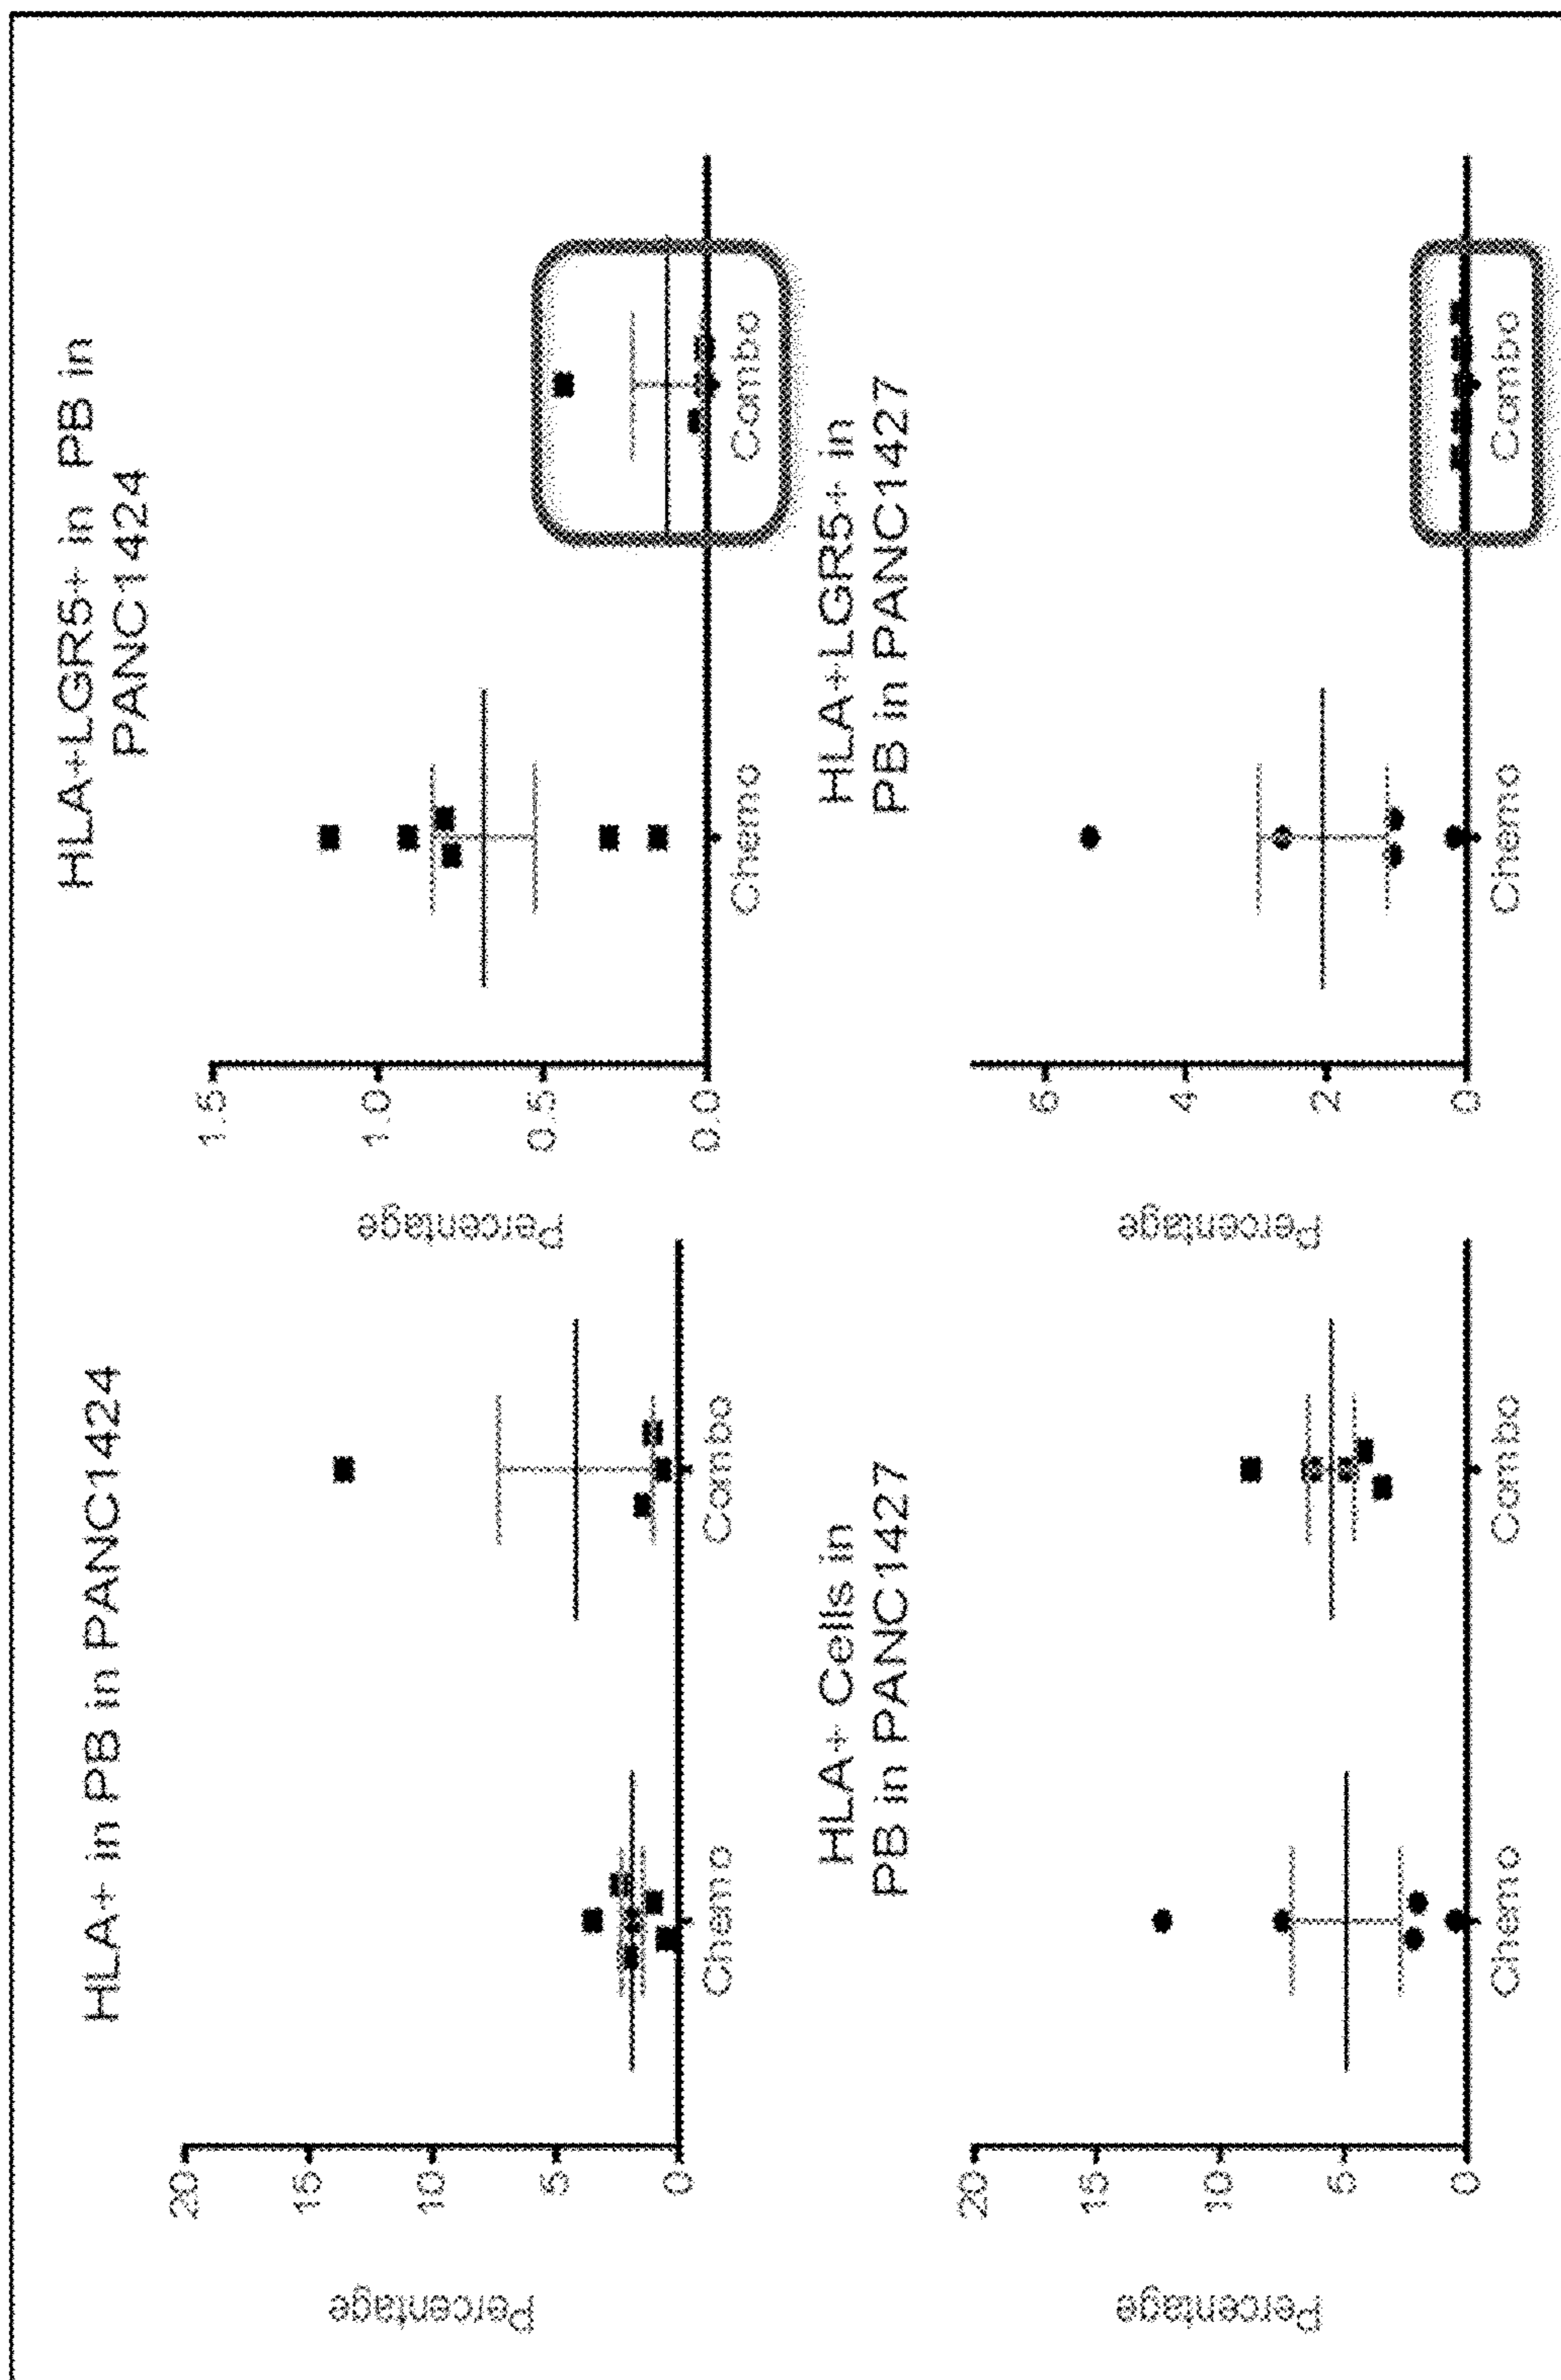 HLA+ in PB in PANC1424
Percentage
20
15
10
5
0
Chemo
Combo
HLA+LGR5+ in PB in
PANC1424
Percentage
1.5
1.0
0.5
0.0
Chemo
Combo
HLA+ Cells in
PB in PANC1427
Percentage
20
15
10
5
0
Chemo
Combo
HLA+LGR5+ in
PB in PANC1427
Percentage
6
4
2
0
Chemo
Combo